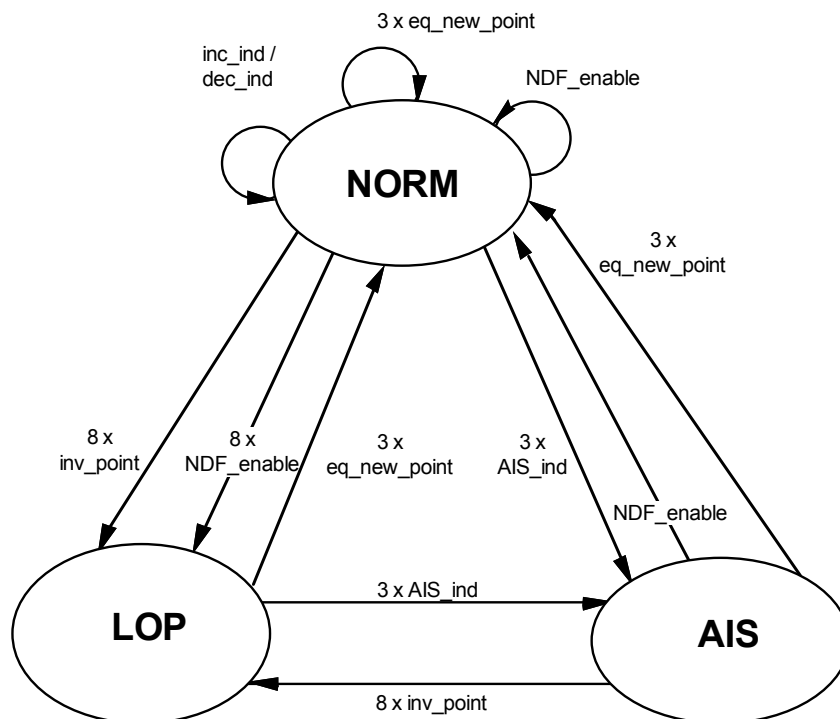 3 x eq_new_point
inc_ind /
dec_ind
NDF_enable
NORM
3 x
eq_new_point
8 x
inv_point
8 x
NDF_enable
3 x
eq_new_point
3 x
AIS_ind
NDF_enable
3 x AIS_ind
LOP
AIS
8 x inv_point